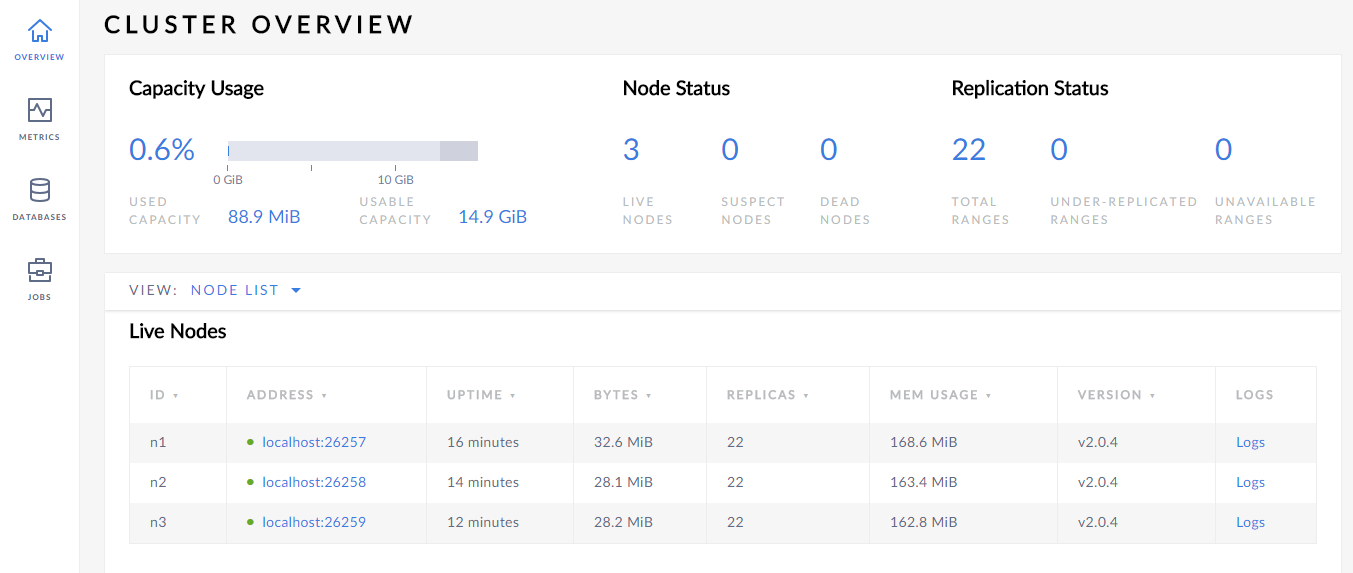 CLUSTER OVERVIEW
OVERVIEW
METRICS
DATABASES
JOBS
Capacity Usage
0.6%
0 GiB
10 GiB
USED CAPACITY
88.9 MiB
USABLE CAPACITY
14.9 GiB
Node Status
3
LIVE NODES
0
SUSPECT NODES
0
DEAD NODES
Replication Status
22
TOTAL RANGES
0
UNDER-REPLICATED RANGES
0
UNAVAILABLE RANGES
VIEW: NODE LIST
Live Nodes
ID ADDRESS UPTIME BYTES REPLICAS MEM USAGE VERSION LOGS
n1 localhost:26257 16 minutes 32.6 MiB 22 168.6 MiB v2.0.4 Logs
n2 localhost:26258 14 minutes 28.1 MiB 22 163.4 MiB v2.0.4 Logs
n3 localhost:26259 12 minutes 28.2 MiB 22 162.8 MiB v2.0.4 Logs